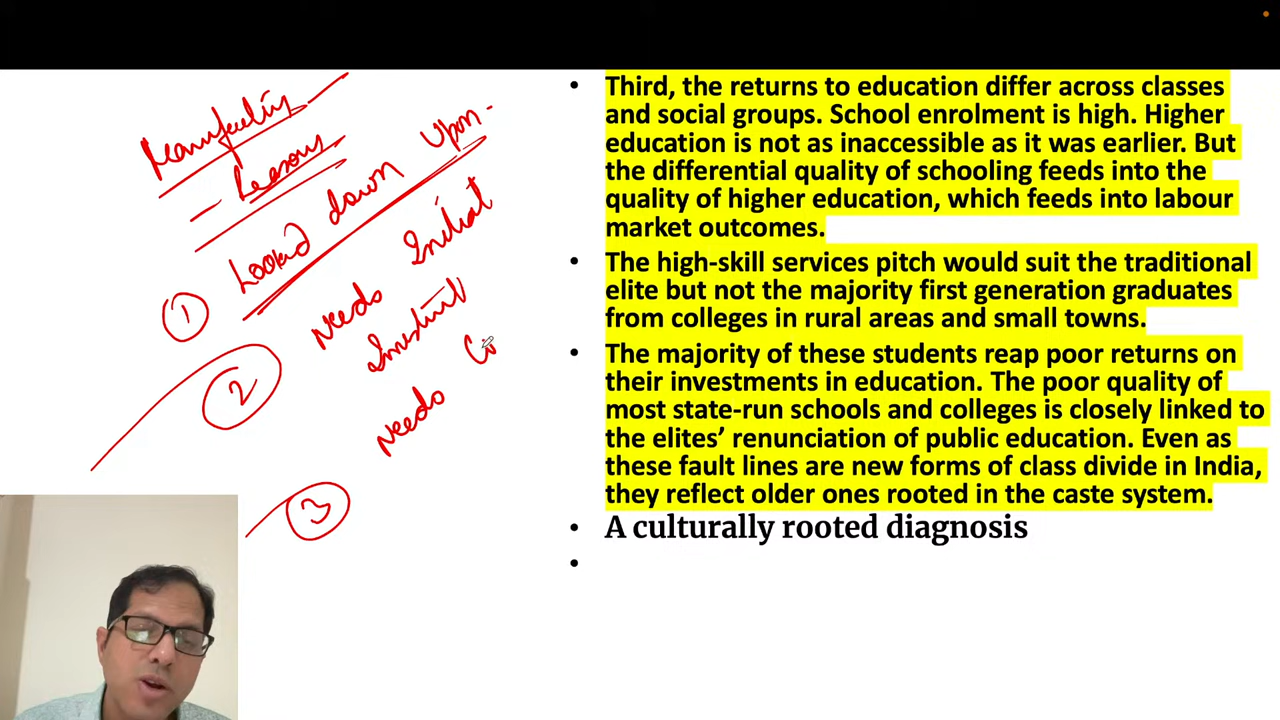 Manufacturing
- Reasons
① Looked down Upon -
② Needs Initial
Investment
③ Needs Co
• Third, the returns to education differ across classes
and social groups. School enrolment is high. Higher
education is not as inaccessible as it was earlier. But
the differential quality of schooling feeds into the
quality of higher education, which feeds into labour
market outcomes.
• The high-skill services pitch would suit the traditional
elite but not the majority first generation graduates
from colleges in rural areas and small towns.
• The majority of these students reap poor returns on
their investments in education. The poor quality of
most state-run schools and colleges is closely linked to
the elites’ renunciation of public education. Even as
these fault lines are new forms of class divide in India,
they reflect older ones rooted in the caste system.
• A culturally rooted diagnosis
•